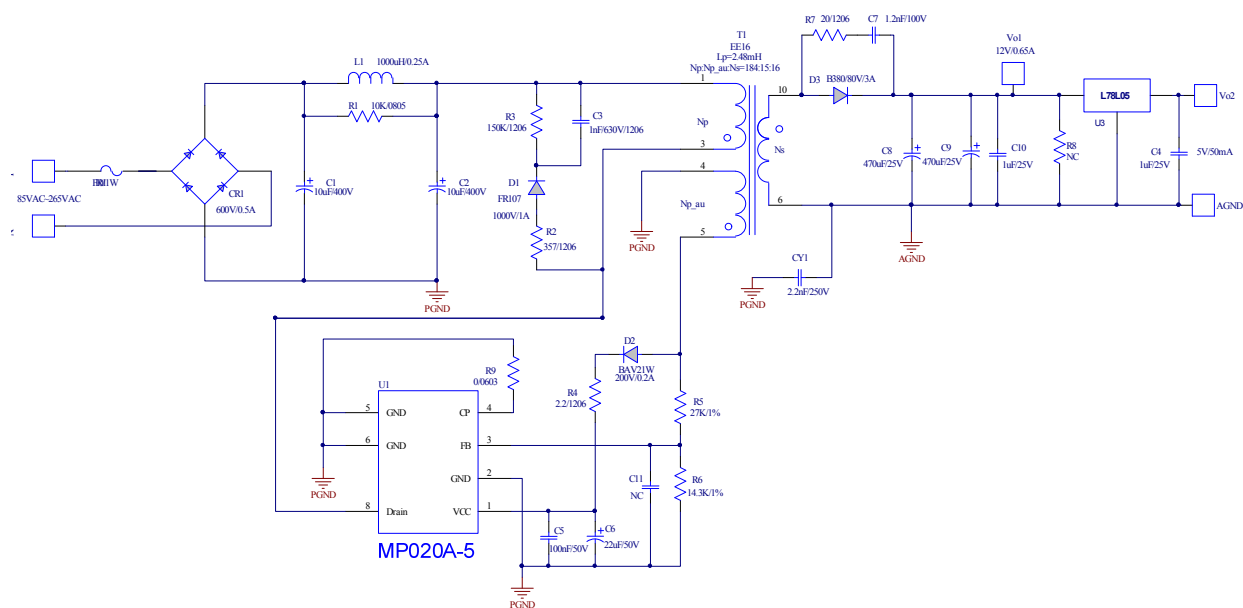 R7
20/1206
C7
1.2nF/100V
T1
EE16
Lp=2.48mH
Np:Np_au:Ns=184:15:16
Vo1
12V/0.65A
L1
1000uH/0.25A
R1
10K/0805
1
10
D3
B380/80V/3A
L78L05
U3
Vo2
R3
150K/1206
C3
1nF/630V/1206
Np
Ns
3
4
C8
470uF/25V
C9
470uF/25V
C10
1uF/25V
R8
NC
C4
1uF/25V
5V/50mA
85VAC~265VAC
CR1
600V/0.5A
C1
10uF/400V
C2
10uF/400V
D1
FR107
1000V/1A
R2
357/1206
Np_au
5
6
AGND
PGND
AGND
CY1
2.2nF/250V
PGND
PGND
D2
BAV21W
200V/0.2A
R9
0/0603
R4
2.2/1206
R5
27K/1%
U1
5
GND
CP
4
6
GND
FB
3
GND
2
8
Drain
VCC
1
PGND
C11
NC
R6
14.3K/1%
C5
100nF/50V
C6
22uF/50V
MP020A-5
PGND